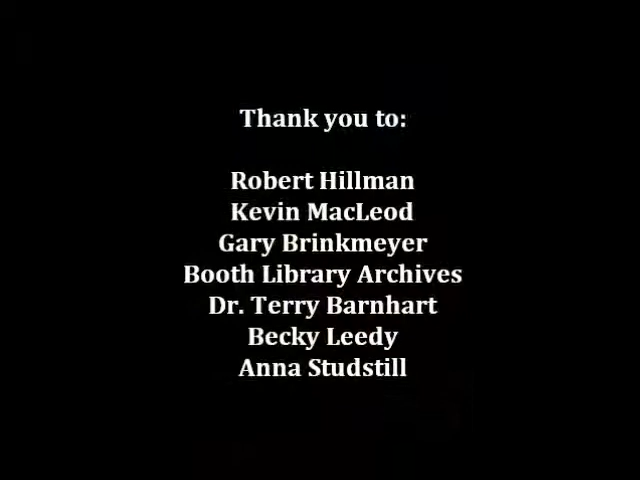 Thank you to:
Robert Hillman
Kevin MacLeod
Gary Brinkmeyer
Booth Library Archives
Dr. Terry Barnhart
Becky Leedy
Anna Studstill